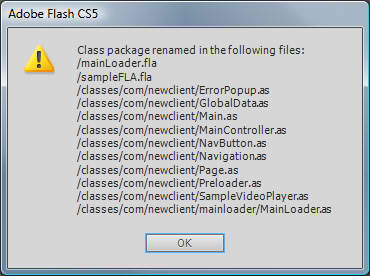 Adobe Flash CS5
Class package renamed in the following files:
/mainLoader.fla
/sampleFLA.fla
/classes/com/newclient/ErrorPopup.as
/classes/com/newclient/GlobalData.as
/classes/com/newclient/Main.as
/classes/com/newclient/MainController.as
/classes/com/newclient/NavButton.as
/classes/com/newclient/Navigation.as
/classes/com/newclient/Page.as
/classes/com/newclient/Preloader.as
/classes/com/newclient/SampleVideoPlayer.as
/classes/com/newclient/mainloader/MainLoader.as
OK